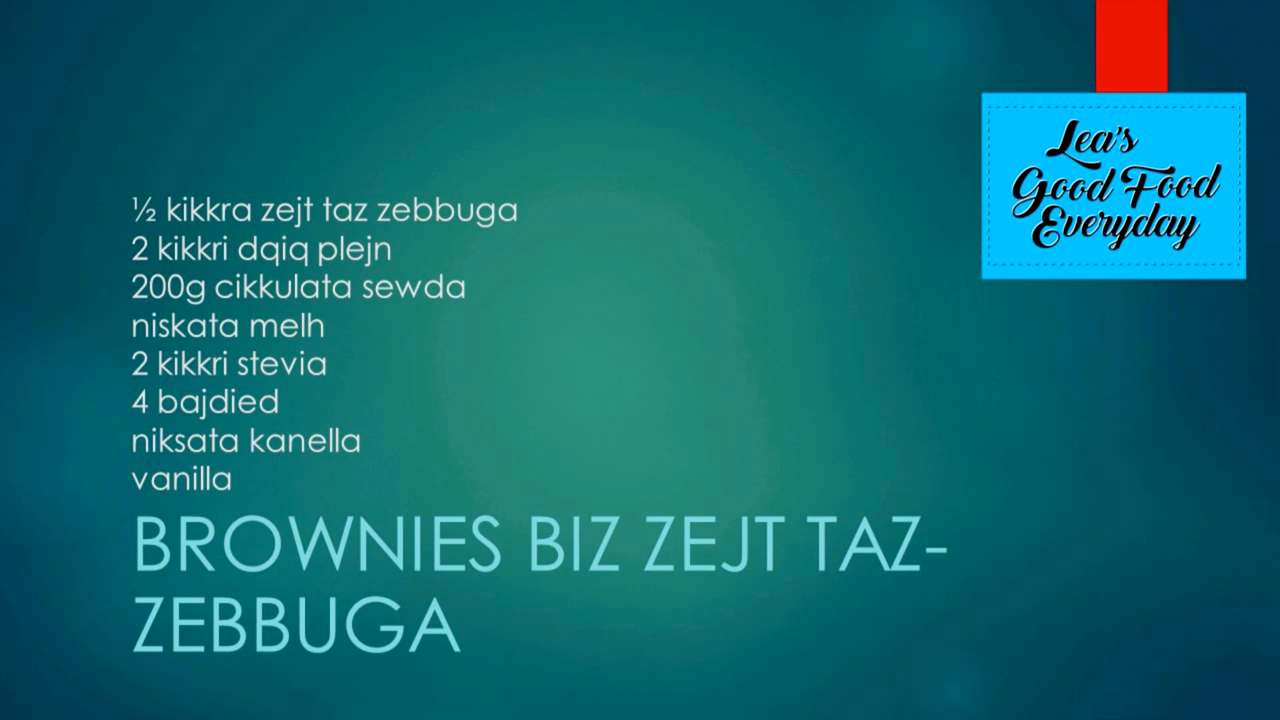 ½ kikkra zejt taz zebbuga
2 kikkri dqiq plejn
200g cikkulata sewda
niskata melh
2 kikkri stevia
4 bajdied
niksata kanella
vanilla
BROWNIES BIZ ZEJT TAZ-
ZEBBUGA
Lea's
Good Food
Everyday